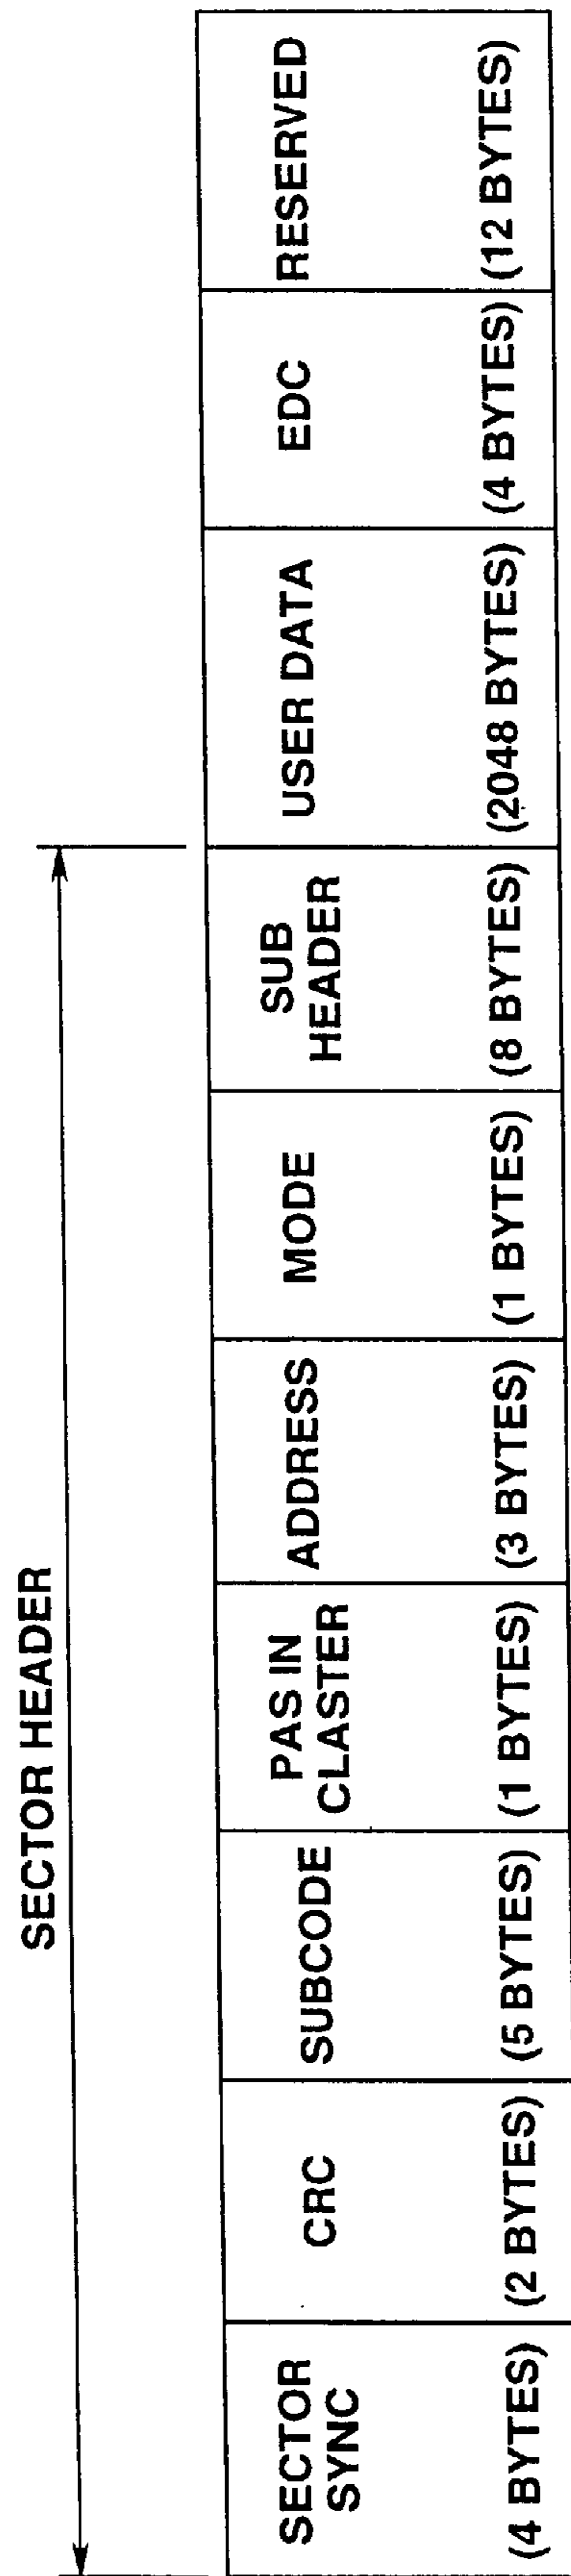 SECTOR HEADER
SECTOR
SYNC
(4 BYTES)
CRC
(2 BYTES)
SUBCODE
(5 BYTES)
PAS IN
CLASTER
(1 BYTES)
ADDRESS
(3 BYTES)
MODE
(1 BYTES)
SUB
HEADER
(8 BYTES)
USER DATA
(2048 BYTES)
EDC
(4 BYTES)
RESERVED
(12 BYTES)